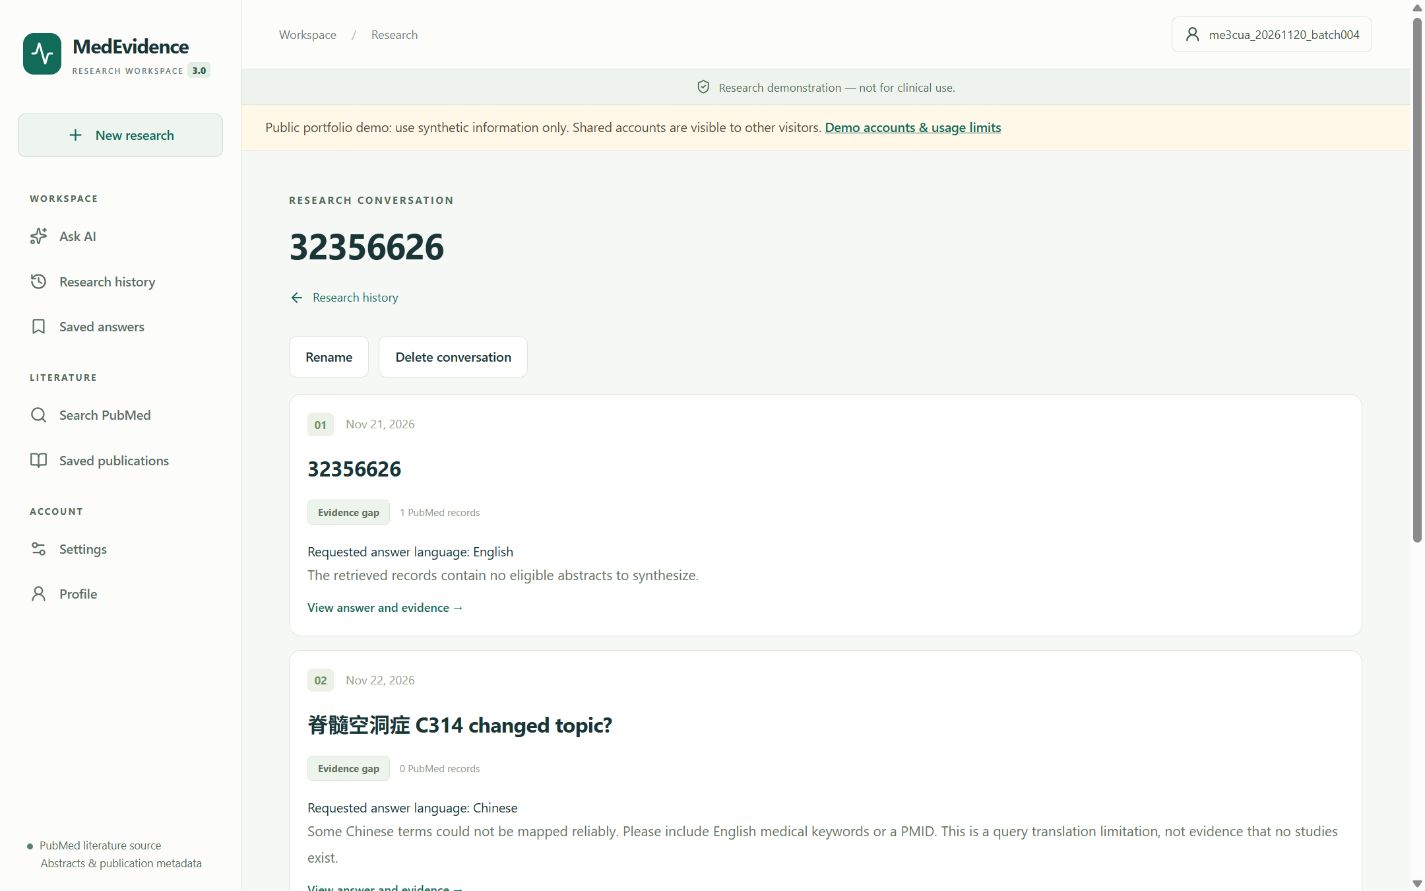 MedEvidence
RESEARCH WORKSPACE 3.0
New research
WORKSPACE
Ask AI
Research history
Saved answers
LITERATURE
Search PubMed
Saved publications
ACCOUNT
Settings
Profile
PubMed literature source
Abstracts & publication metadata
Workspace / Research
me3cua_20261120_batch004
Research demonstration — not for clinical use.
Public portfolio demo: use synthetic information only. Shared accounts are visible to other visitors. Demo accounts & usage limits
RESEARCH CONVERSATION
32356626
← Research history
Rename
Delete conversation
01 Nov 21, 2026
32356626
Evidence gap 1 PubMed records
Requested answer language: English
The retrieved records contain no eligible abstracts to synthesize.
View answer and evidence →
02 Nov 22, 2026
脊髓空洞症 C314 changed topic?
Evidence gap 0 PubMed records
Requested answer language: Chinese
Some Chinese terms could not be mapped reliably. Please include English medical keywords or a PMID. This is a query translation limitation, not evidence that no studies
exist.
View answer and evidence →